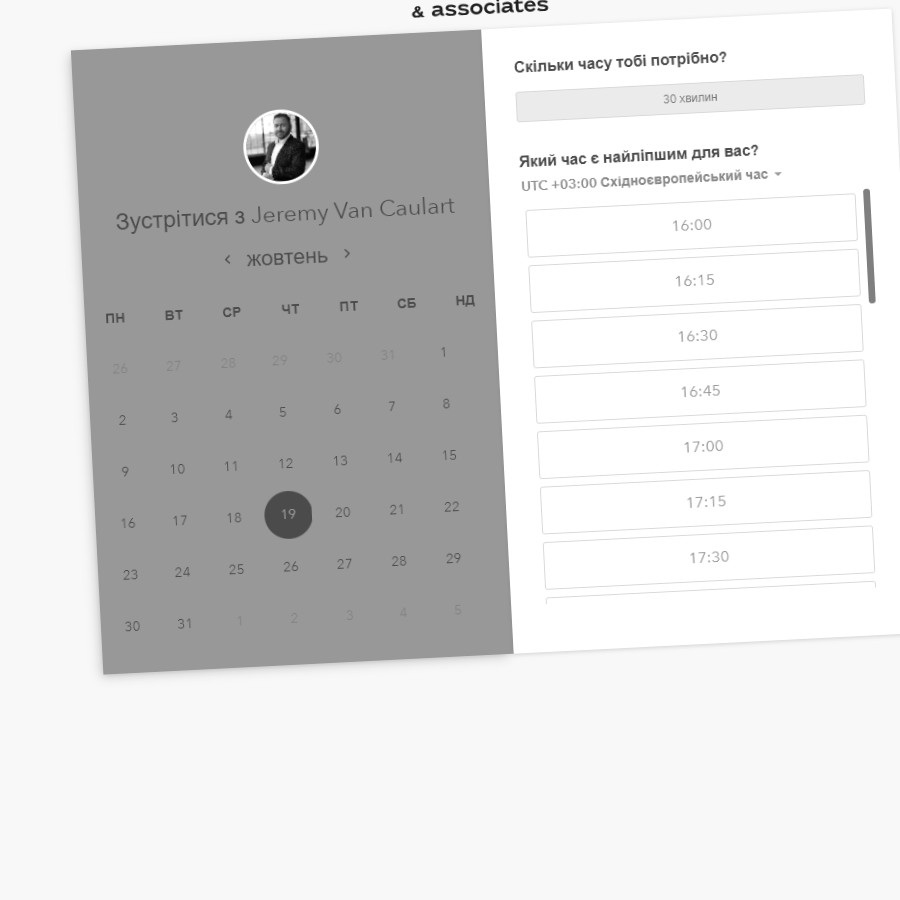 & associates
Зустрітися з Jeremy Van Caulart
жовтень
ПН ВТ СР ЧТ ПТ СБ НД
26 27 28 29 30 31 1
2 3 4 5 6 7 8
9 10 11 12 13 14 15
16 17 18 19 20 21 22
23 24 25 26 27 28 29
30 31 1 2 3 4 5
Скільки часу тобі потрібно?
30 хвилин
Який час є найліпшим для вас?
UTC +03:00 Східноєвропейський час
16:00
16:15
16:30
16:45
17:00
17:15
17:30